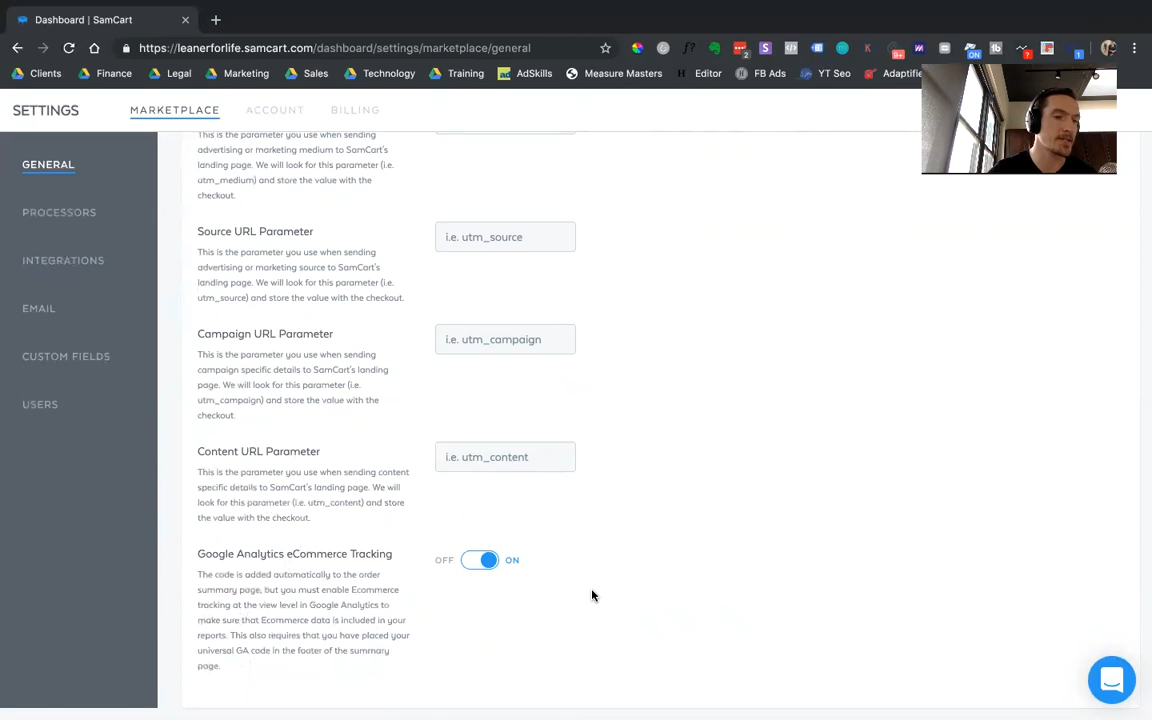 Dashboard | SamCart
https://leanerforlife.samcart.com/dashboard/settings/marketplace/general
Clients Finance Legal Marketing Sales Technology Training AdSkills Measure Masters Editor FB Ads YT Seo Adaptifie
SETTINGS MARKETPLACE ACCOUNT BILLING
GENERAL
PROCESSORS
INTEGRATIONS
EMAIL
CUSTOM FIELDS
USERS
This is the parameter you use when sending
advertising or marketing medium to SamCart's
landing page. We will look for this parameter (i.e.
utm_medium) and store the value with the
checkout.
Source URL Parameter
i.e. utm_source
This is the parameter you use when sending
advertising or marketing source to SamCart's
landing page. We will look for this parameter (i.e.
utm_source) and store the value with the checkout.
Campaign URL Parameter
i.e. utm_campaign
This is the parameter you use when sending
campaign specific details to SamCart's landing
page. We will look for this parameter (i.e.
utm_campaign) and store the value with the
checkout.
Content URL Parameter
i.e. utm_content
This is the parameter you use when sending content
specific details to SamCart's landing page. We will
look for this parameter (i.e. utm_content) and store
the value with the checkout.
Google Analytics eCommerce Tracking
OFF ON
The code is added automatically to the order
summary page, but you must enable Ecommerce
tracking at the view level in Google Analytics to
make sure that Ecommerce data is included in your
reports. This also requires that you have placed your
universal GA code in the footer of the summary
page.